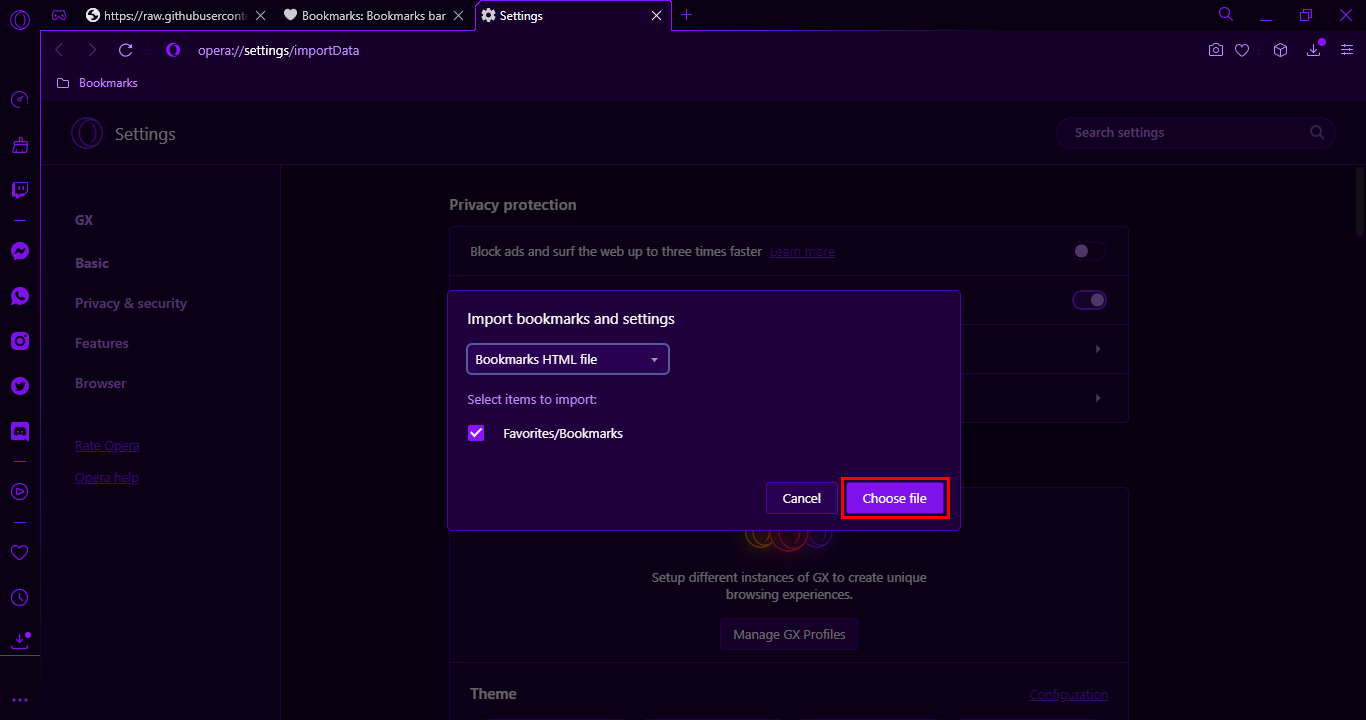 https://raw.githubuserconte
Bookmarks: Bookmarks bar
Settings
opera://settings/importData
Bookmarks
Settings
Search settings
GX
Basic
Privacy & security
Features
Browser
Rate Opera
Opera help
Privacy protection
Block ads and surf the web up to three times faster Learn more
Import bookmarks and settings
Bookmarks HTML file
Select items to import:
Favorites/Bookmarks
Cancel
Choose file
Setup different instances of GX to create unique
browsing experiences.
Manage GX Profiles
Theme
Configuration